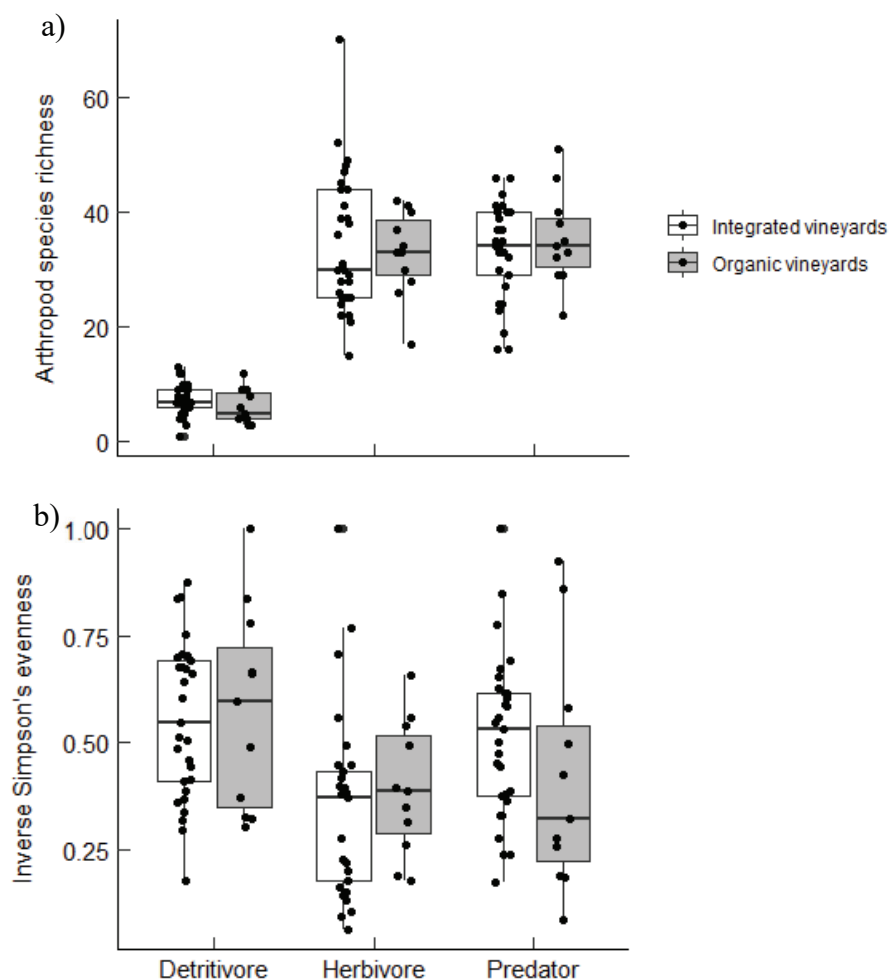 a)
Arthropod species richness
60
40
20
0
Integrated vineyards
Organic vineyards
b)
Inverse Simpson's evenness
1.00
0.75
0.50
0.25
Detritivore Herbivore Predator